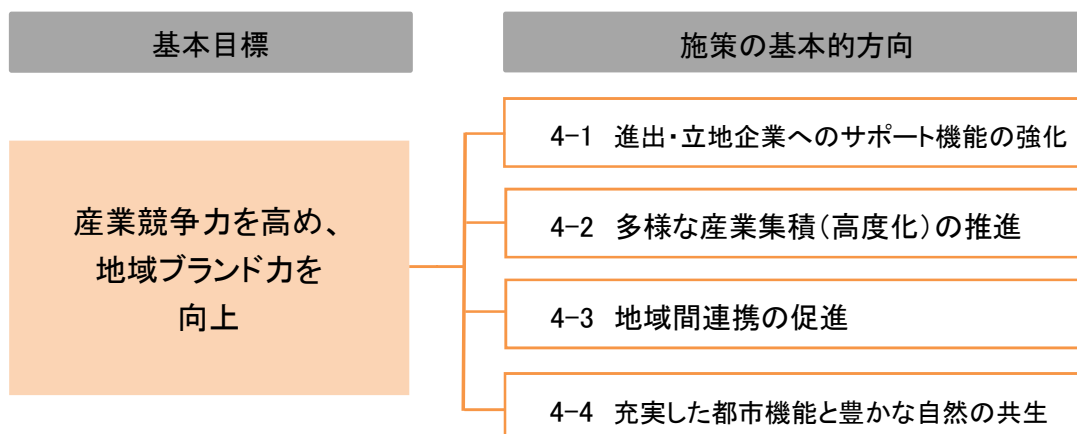 基本目標
施策の基本的方向
産業競争力を高め、
地域ブランド力を
向上
4-1 進出・立地企業へのサポート機能の強化
4-2 多様な産業集積(高度化)の推進
4-3 地域間連携の促進
4-4 充実した都市機能と豊かな自然の共生